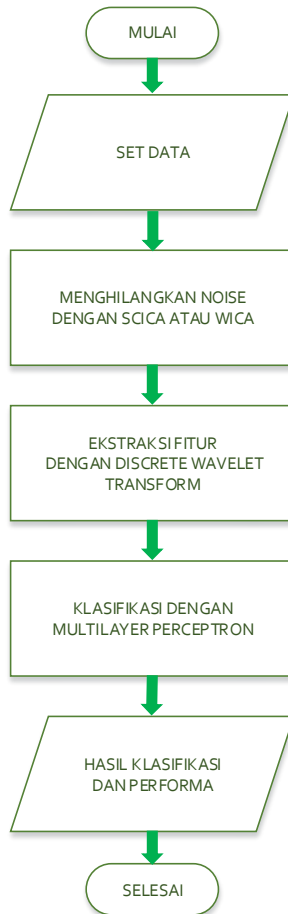 MULAI
SET DATA
MENGHILANGKAN NOISE
DENGAN SCICA ATAU WICA
EKSTRAKSI FITUR
DENGAN DISCRETE WAVELET
TRANSFORM
KLASIFIKASI DENGAN
MULTILAYER PERCEPTRON
HASIL KLASIFIKASI
DAN PERFORMA
SELESAI